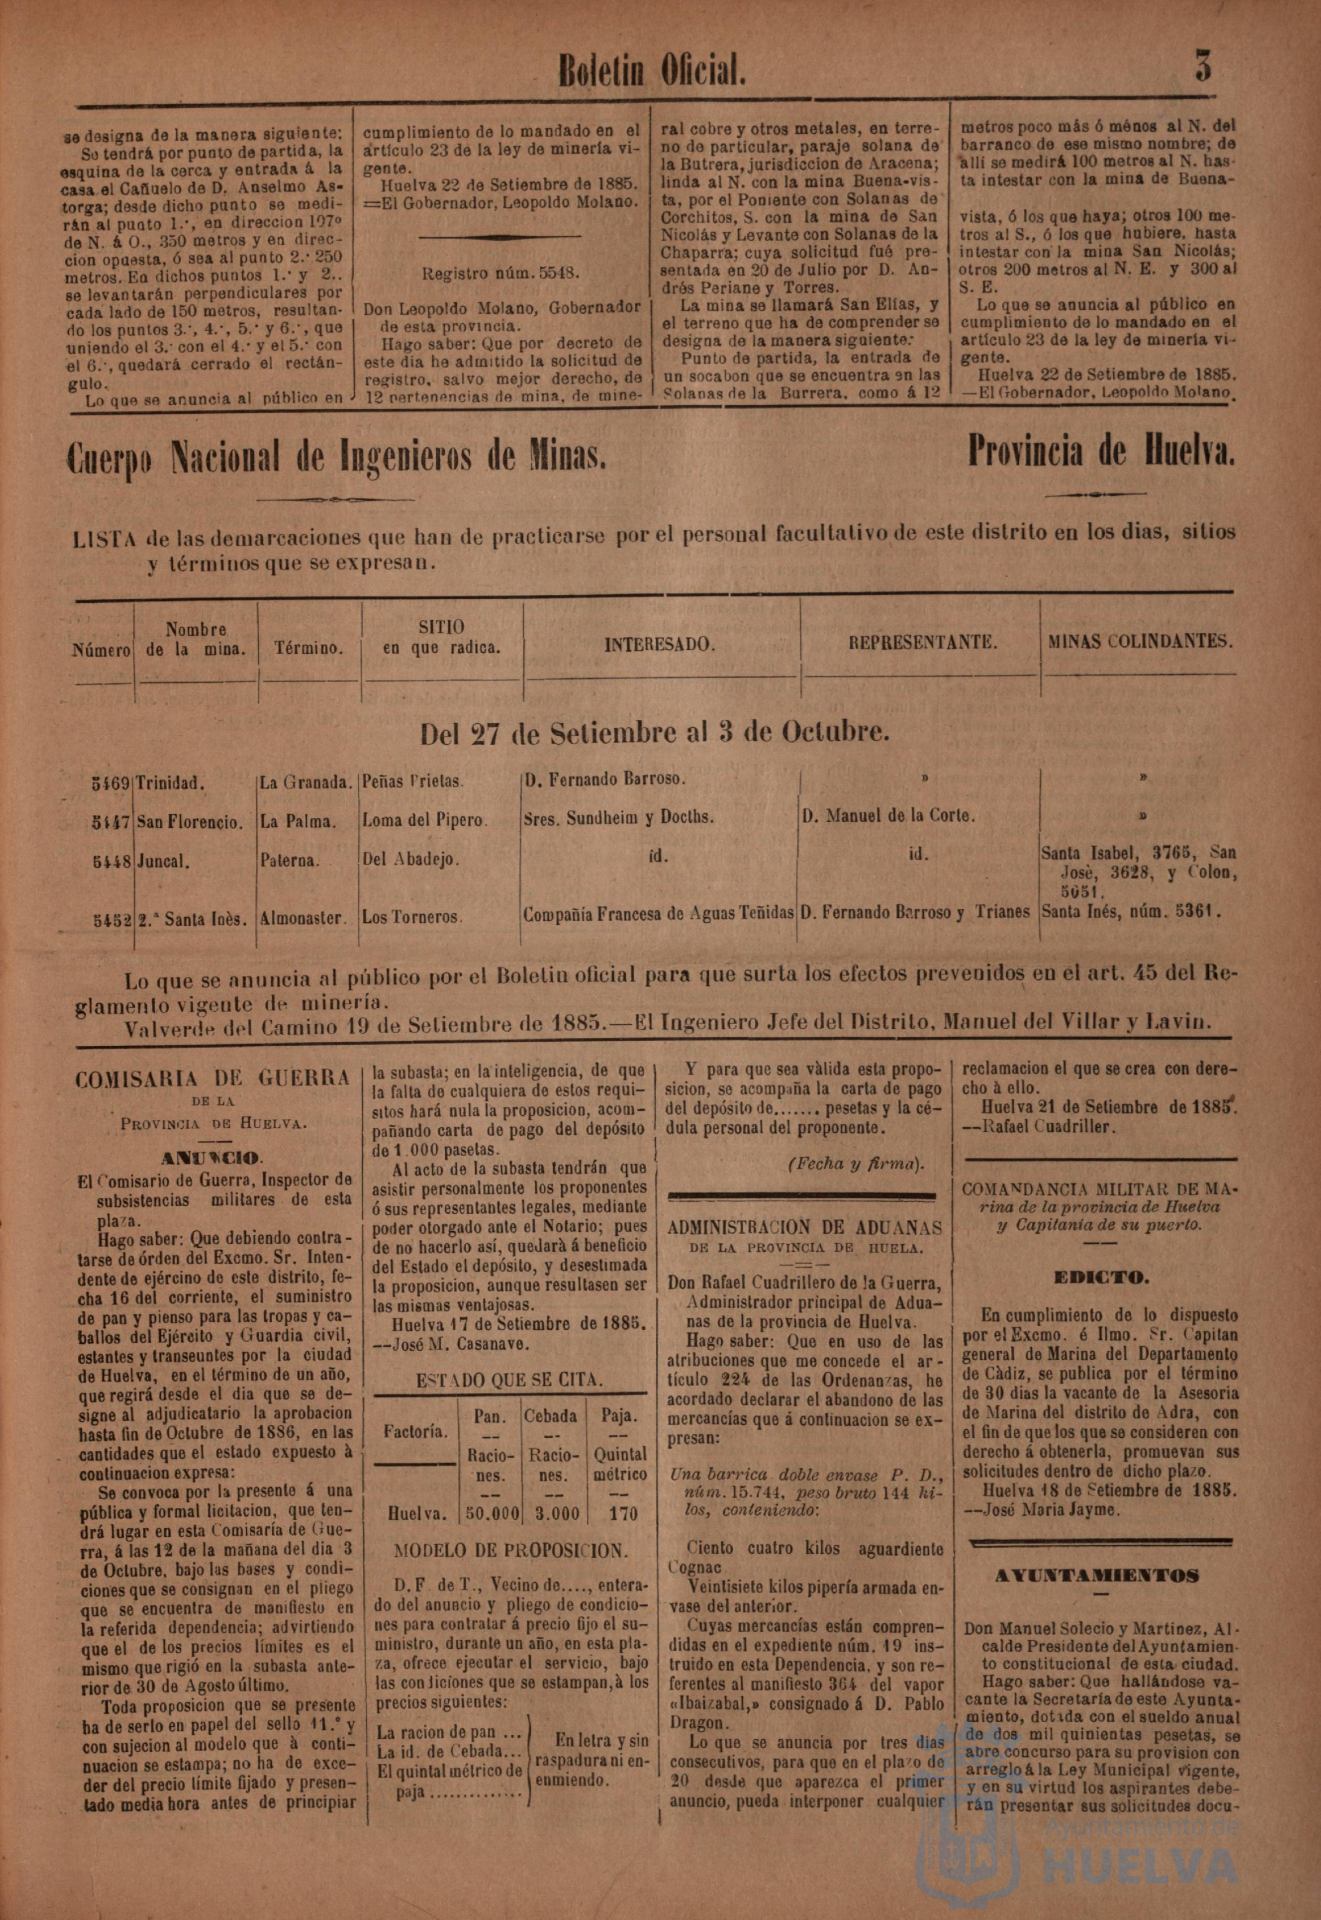 Boletin Oficial.
3
se designa de la manera siguiente:
Se tendrá por punto de partida, la
esquina de la cerca y entrada á la
casa el Cañuelo de D. Anselmo As-
torga; desde dicho punto se medi-
rán al punto 1.º, en direccion 107º
de N. á O., 350 metros y en direc-
cion opuesta, ó sea al punto 2.º 250
metros. En dichos puntos 1.º y 2..
se levantarán perpendiculares por
cada lado de 150 metros, resultan-
do los puntos 3.º, 4.º, 5.º y 6.º, que
uniendo el 3.º con el 4.º y el 5.º con
el 6.º, quedará cerrado el rectán-
gulo.
Lo que se anuncia al público en
cumplimiento de lo mandado en el
artículo 23 de la ley de minería vi-
gente.
Huelva 22 de Setiembre de 1885.
=El Gobernador, Leopoldo Molano.
Registro núm. 5548.
Don Leopoldo Molano, Gobernador
de esta provincia.
Hago saber: Que por decreto de
este dia he admitido la solicitud de
registro, salvo mejor derecho, de
12 pertenencias de mina, de mine-
ral cobre y otros metales, en terre-
no de particular, paraje solana de
la Butrera, jurisdiccion de Aracena;
linda al N. con la mina Buena-vis-
ta, por el Poniente con Solanas de
Corchitos, S. con la mina de San
Nicolás y Levante con Solanas de la
Chaparra; cuya solicitud fué pre-
sentada en 20 de Julio por D. An-
drés Periane y Torres.
La mina se llamará San Elías, y
el terreno que ha de comprender se
designa de la manera siguiente:
Punto de partida, la entrada de
un socabon que se encuentra en las
Solanas de la Burrera, como á 12
metros poco más ó ménos al N. del
barranco de ese mismo nombre; de
allí se medirá 100 metros al N. has-
ta intestar con la mina de Buena-
vista, ó los que haya; otros 100 me-
tros al S., ó los que hubiere, hasta
intestar con la mina San Nicolás;
otros 200 metros al N. E. y 300 al
S. E.
Lo que se anuncia al público en
cumplimiento de lo mandado en el
artículo 23 de la ley de minería vi-
gente.
Huelva 22 de Setiembre de 1885.
—El Gobernador, Leopoldo Molano.
Cuerpo Nacional de Ingenieros de Minas.
Provincia de Huelva.
LISTA de las demarcaciones que han de practicarse por el personal facultativo de este distrito en los dias, sitios
y términos que se expresan.
Número
Nombre
de la mina.
Término.
SITIO
en que radica.
INTERESADO.
REPRESENTANTE.
MINAS COLINDANTES.
Del 27 de Setiembre al 3 de Octubre.
5469 Trinidad. La Granada. Peñas Prietas. D. Fernando Barroso. » »
5447 San Florencio. La Palma. Loma del Pipero. Sres. Sundheim y Docths. D. Manuel de la Corte. »
5448 Juncal. Paterna. Del Abadejo. id. id. Santa Isabel, 3765, San
Josè, 3628, y Colon,
5051.
5452 2.ª Santa Inès. Almonaster. Los Torneros. Compañía Francesa de Aguas Teñidas D. Fernando Barroso y Trianes Santa Inés, núm. 5361.
Lo que se anuncia al público por el Boletin oficial para que surta los efectos prevenidos en el art. 45 del Re-
glamento vigente de minería.
Valverde del Camino 19 de Setiembre de 1885.—El Ingeniero Jefe del Distrito, Manuel del Villar y Lavin.
COMISARIA DE GUERRA
DE LA
PROVINCIA DE HUELVA.
ANUNCIO.
El Comisario de Guerra, Inspector de
subsistencias militares de esta
plaza.
Hago saber: Que debiendo contra-
tarse de órden del Excmo. Sr. Inten-
dente de ejércino de este distrito, fe-
cha 16 del corriente, el suministro
de pan y pienso para las tropas y ca-
ballos del Ejército y Guardia civil,
estantes y transeuntes por la ciudad
de Huelva, en el término de un año,
que regirá desde el dia que se de-
signe al adjudicatario la aprobacion
hasta fin de Octubre de 1886, en las
cantidades que el estado expuesto à
continuacion expresa:
Se convoca por la presente á una
pública y formal licitacion, que ten-
drá lugar en esta Comisaría de Gue-
rra, á las 12 de la mañana del dia 3
de Octubre, bajo las bases y condi-
ciones que se consignan en el pliego
que se encuentra de manifiesto en
la referida dependencia; advirtiendo
que el de los precios límites es el
mismo que rigió en la subasta ante-
rior de 30 de Agosto último.
Toda proposicion que se presente
ha de serlo en papel del sello 11.º y
con sujecion al modelo que à conti-
nuacion se estampa; no ha de exce-
der del precio límite fijado y presen-
tado media hora antes de principiar
la subasta; en la inteligencia, de que
la falta de cualquiera de estos requi-
sitos hará nula la proposicion, acom-
pañando carta de pago del depósito
de 1.000 pasetas.
Al acto de la subasta tendrán que
asistir personalmente los proponentes
ó sus representantes legales, mediante
poder otorgado ante el Notario; pues
de no hacerlo así, quedarà á beneficio
del Estado el depósito, y desestimada
la proposicion, aunque resultasen ser
las mismas ventajosas.
Huelva 17 de Setiembre de 1885.
--José M. Casanave.
ESTADO QUE SE CITA.
Factoría.
Pan. Cebada Paja.
Racio- Racio- Quintal
nes. nes. métrico
Huelva. 50.000 3.000 170
MODELO DE PROPOSICION.
D. F. de T., Vecino de...., entera-
do del anuncio y pliego de condicio-
nes para contratar á precio fijo el su-
ministro, durante un año, en esta pla-
za, ofrece ejecutar el servicio, bajo
las condiciones que se estampan, à los
precios siguientes:
La racion de pan ...
La id. de Cebada...
El quintal métrico de
paja ..............
En letra y sin
raspadura ni en-
enmiendo.
Y para que sea vàlida esta propo-
sicion, se acompaña la carta de pago
del depósito de....... pesetas y la cé-
dula personal del proponente.
(Fecha y firma).
ADMINISTRACION DE ADUANAS
DE LA PROVINCIA DE HUELA.
Don Rafael Cuadrillero de la Guerra,
Administrador principal de Adua-
nas de la provincia de Huelva.
Hago saber: Que en uso de las
atribuciones que me concede el ar-
tículo 224 de las Ordenanzas, he
acordado declarar el abandono de las
mercancías que á continuacion se ex-
presan:
Una barrica doble envase P. D.,
núm. 15.744, peso bruto 144 ki-
los, conteniendo:
Ciento cuatro kilos aguardiente
Cognac
Veintisiete kilos pipería armada en-
vase del anterior.
Cuyas mercancías están compren-
didas en el expediente núm. 19 ins-
truido en esta Dependencia, y son re-
ferentes al manifiesto 364 del vapor
«Ibaizabal,» consignado á D. Pablo
Dragon.
Lo que se anuncia por tres dias
consecutivos, para que en el plazo de
20 desde que aparezca el primer
anuncio, pueda interponer cualquier
reclamacion el que se crea con dere-
cho à ello.
Huelva 21 de Setiembre de 1885.
--Rafael Cuadriller.
COMANDANCIA MILITAR DE MA-
rina de la provincia de Huelva
y Capitania de su puerto.
EDICTO.
En cumplimiento de lo dispuesto
por el Excmo. é Ilmo. Sr. Capitan
general de Marina del Departamento
de Càdiz, se publica por el término
de 30 dias la vacante de la Asesoria
de Marina del distrito de Adra, con
el fin de que los que se consideren con
derecho á obtenerla, promuevan sus
solicitudes dentro de dicho plazo.
Huelva 18 de Setiembre de 1885.
--José Maria Jayme.
AYUNTAMIENTOS
Don Manuel Solecio y Martinez, Al-
calde Presidente del Ayuntamien-
to constitucional de esta ciudad.
Hago saber: Que hallándose va-
cante la Secretaría de este Ayunta-
miento, dotida con el sueldo anual
de dos mil quinientas pesetas, se
abre concurso para su provision con
arreglo á la Ley Municipal vigente,
y en su virtud los aspirantes debe-
rán presentar sus solicitudes docu-
Ayuntamiento de
HUELVA